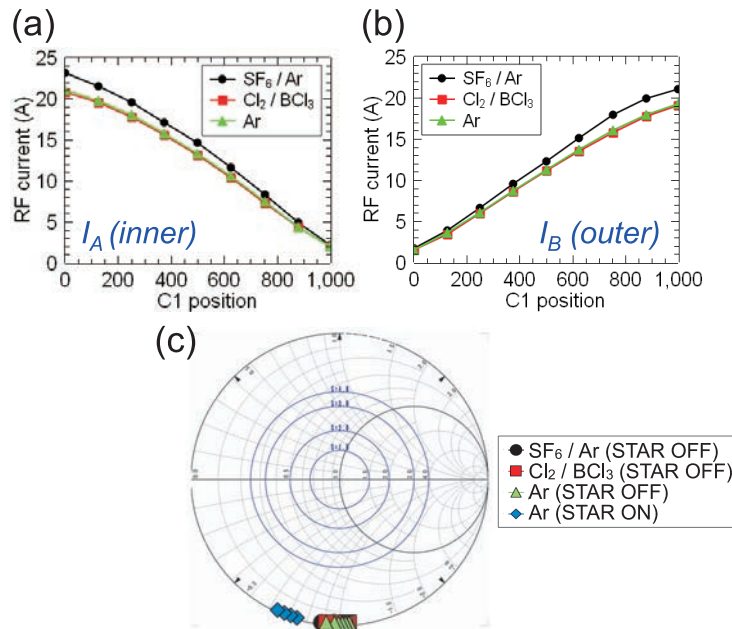 (a)
(b)
25
20
15
10
5
0
RF current (A)
SF6 / Ar
Cl2 / BCl3
Ar
IA (inner)
0 200 400 600 800 1,000
C1 position
25
20
15
10
5
0
RF current (A)
SF6 / Ar
Cl2 / BCl3
Ar
IB (outer)
0 200 400 600 800 1,000
C1 position
(c)
SF6 / Ar (STAR OFF)
Cl2 / BCl3 (STAR OFF)
Ar (STAR OFF)
Ar (STAR ON)